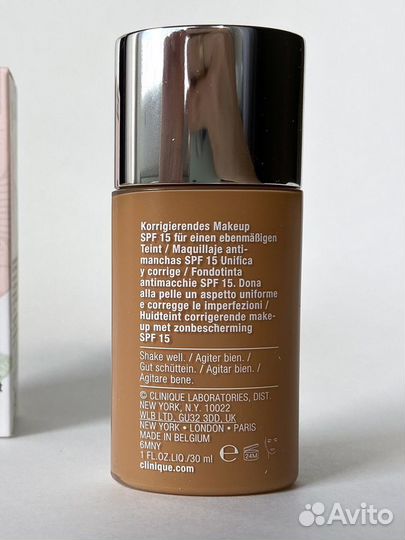 Korrigierendes Makeup
SPF 15 für einen ebenmäßigen
Teint / Maquillaje anti-
manchas SPF 15 Unifica
y corrige / Fondotinta
antimacchie SPF 15. Dona
alla pelle un aspetto uniforme
e corregge le imperfezioni /
Huidteint corrigerende make-
up met zonbescherming
SPF 15
Shake well. / Agiter bien. /
Gut schütteln. / Agitar bien. /
Agitare bene.
© CLINIQUE LABORATORIES, DIST.
NEW YORK, N.Y. 10022
WLB LTD. GU32 3DD, UK
NEW YORK • LONDON • PARIS
MADE IN BELGIUM
6MNY
1 FL.OZ.LIQ./30 ml e 24M
clinique.com
Avito